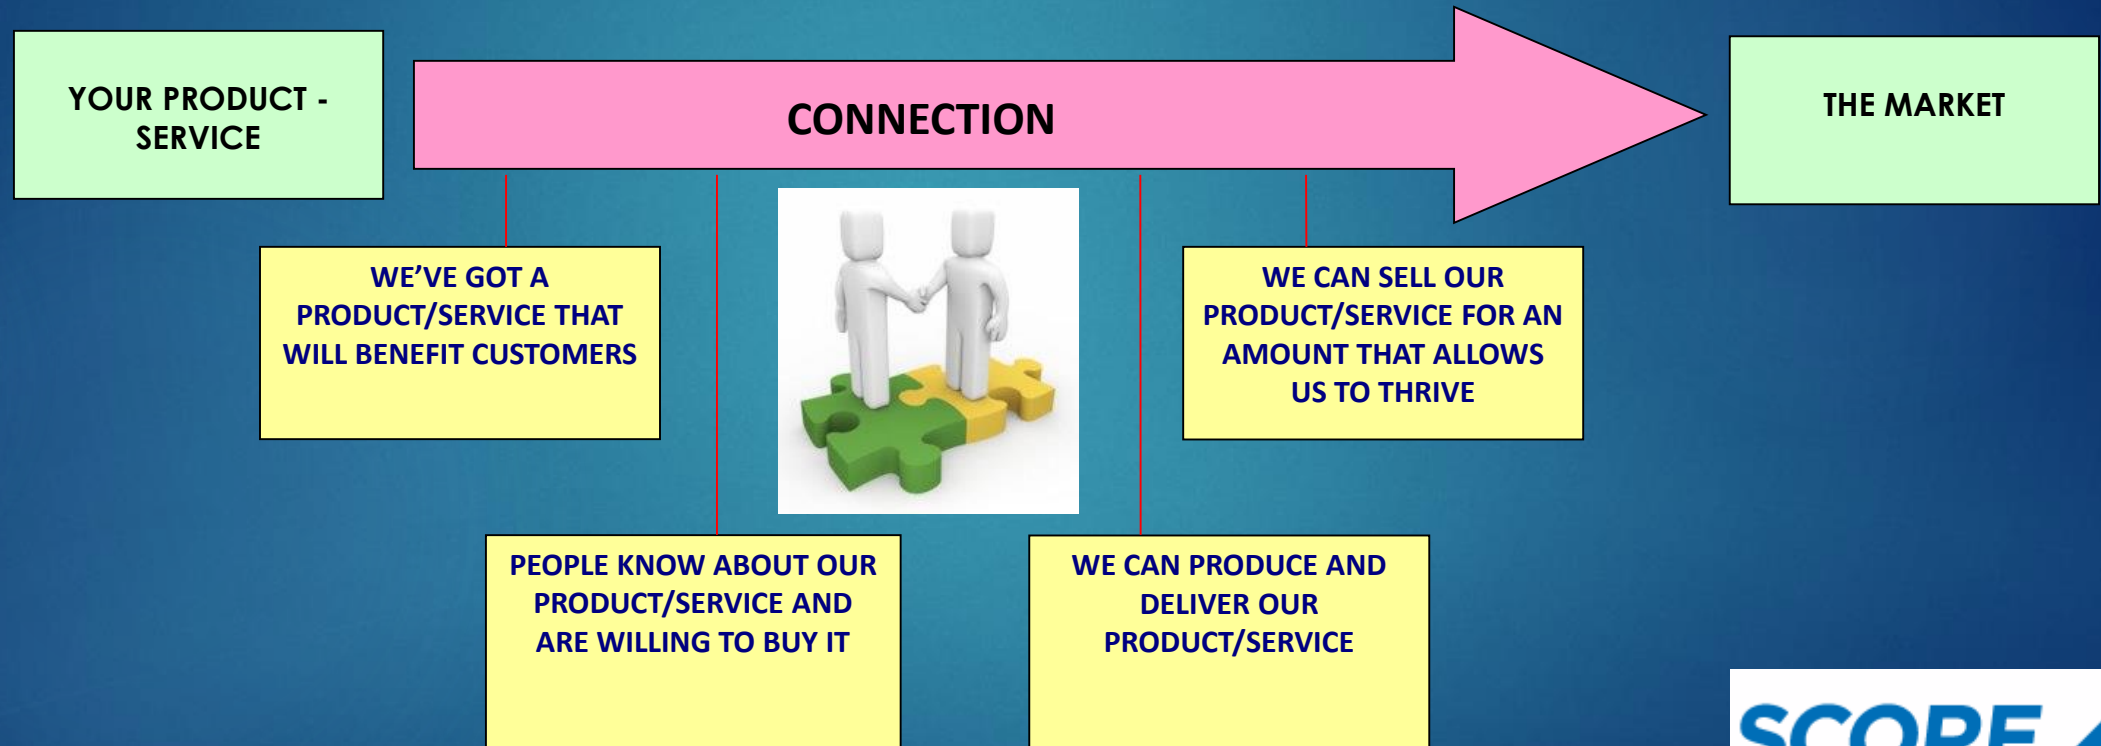 YOUR PRODUCT -
SERVICE
CONNECTION
THE MARKET
WE’VE GOT A
PRODUCT/SERVICE THAT
WILL BENEFIT CUSTOMERS
WE CAN SELL OUR
PRODUCT/SERVICE FOR AN
AMOUNT THAT ALLOWS
US TO THRIVE
PEOPLE KNOW ABOUT OUR
PRODUCT/SERVICE AND
ARE WILLING TO BUY IT
WE CAN PRODUCE AND
DELIVER OUR
PRODUCT/SERVICE
SCORE